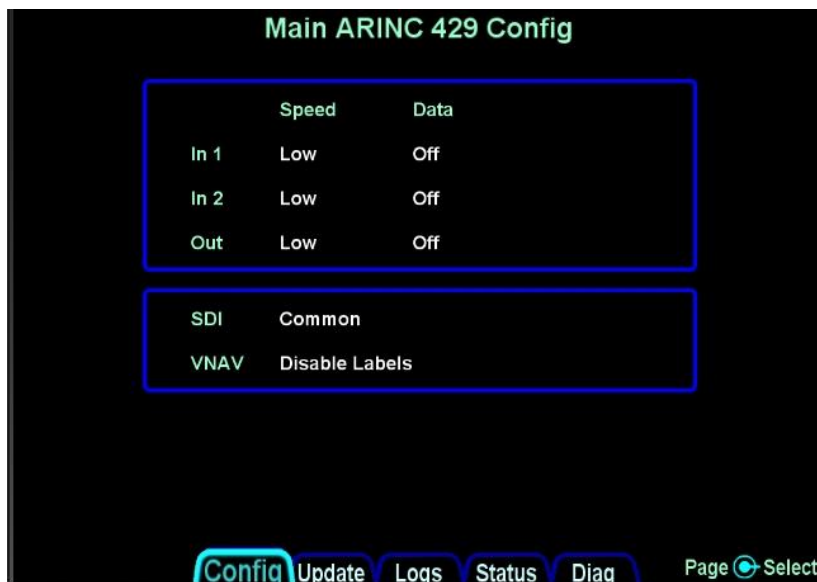 Main ARINC 429 Config
Speed Data
In 1 Low Off
In 2 Low Off
Out Low Off
SDI Common
VNAV Disable Labels
Config Update Logs Status Diag Page Select